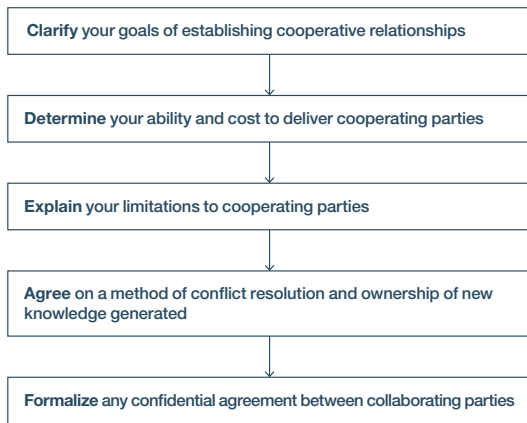 Clarify your goals of establishing cooperative relationships
Determine your ability and cost to deliver cooperating parties
Explain your limitations to cooperating parties
Agree on a method of conflict resolution and ownership of new
knowledge generated
Formalize any confidential agreement between collaborating parties